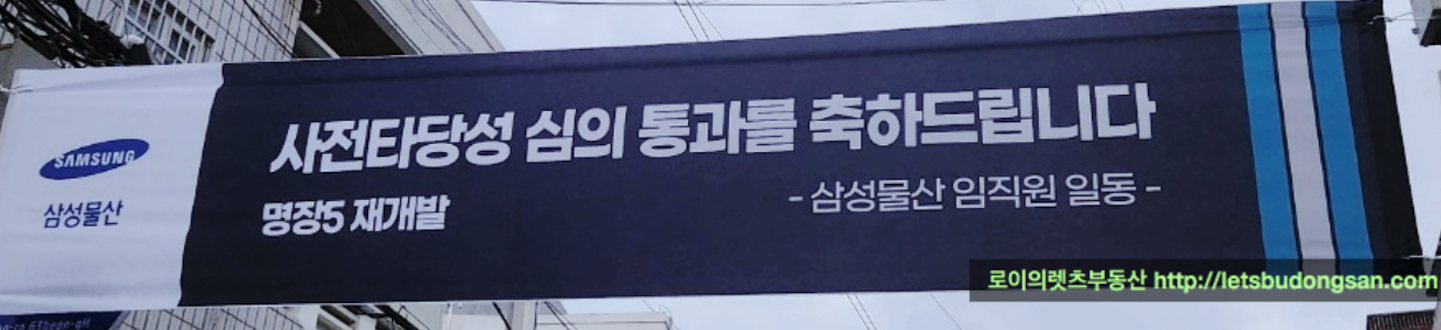 SAMSUNG
삼성물산
사전타당성 심의 통과를 축하드립니다
명장5 재개발
- 삼성물산 임직원 일동 -
로이의렛츠부동산 http://letsbudongsan.com